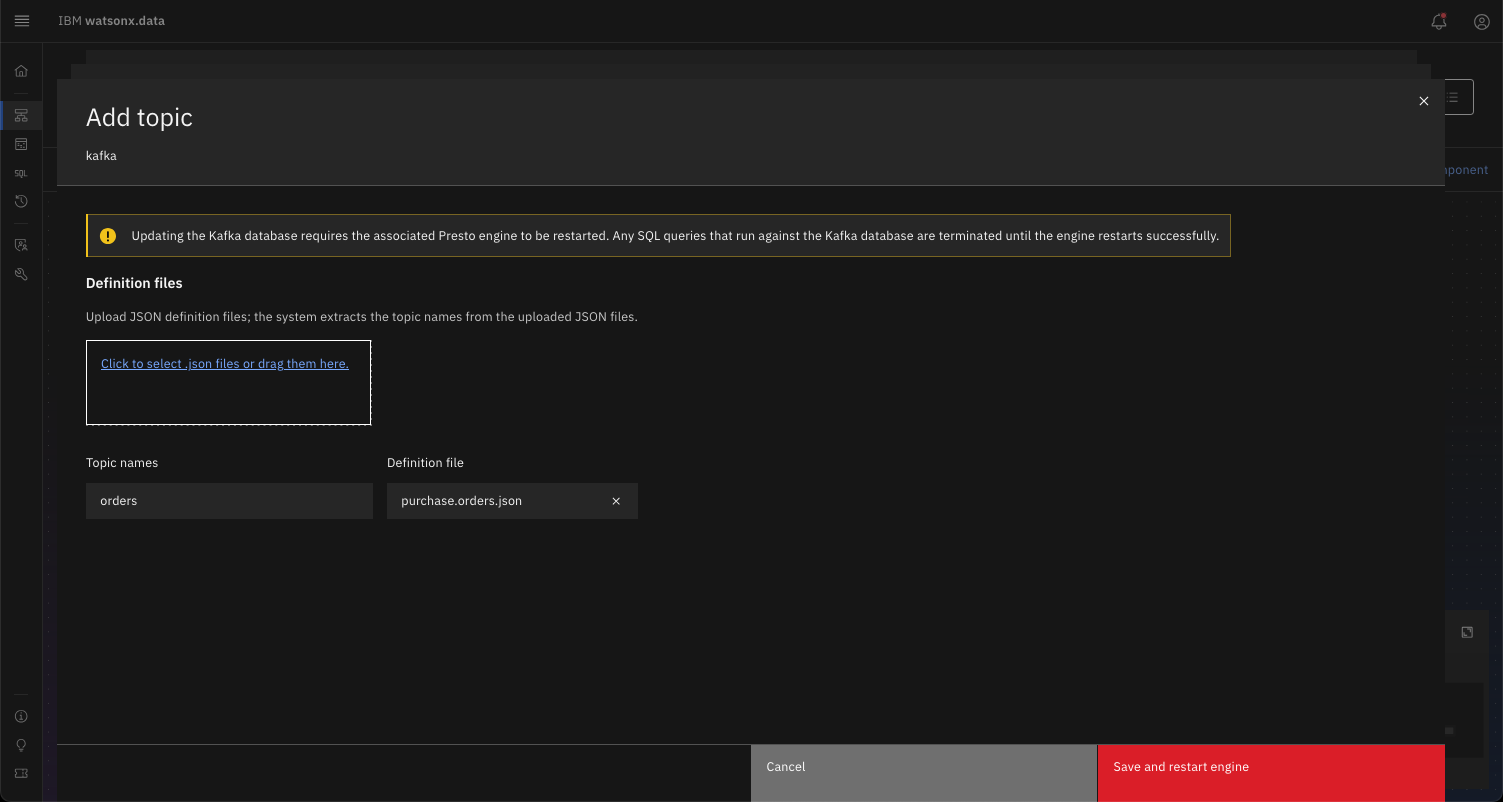 IBM watsonx.data
Add topic
kafka
Updating the Kafka database requires the associated Presto engine to be restarted. Any SQL queries that run against the Kafka database are terminated until the engine restarts successfully.
Definition files
Upload JSON definition files; the system extracts the topic names from the uploaded JSON files.
Click to select .json files or drag them here.
Topic names
Definition file
orders
purchase.orders.json
Cancel
Save and restart engine
SQL
ponent